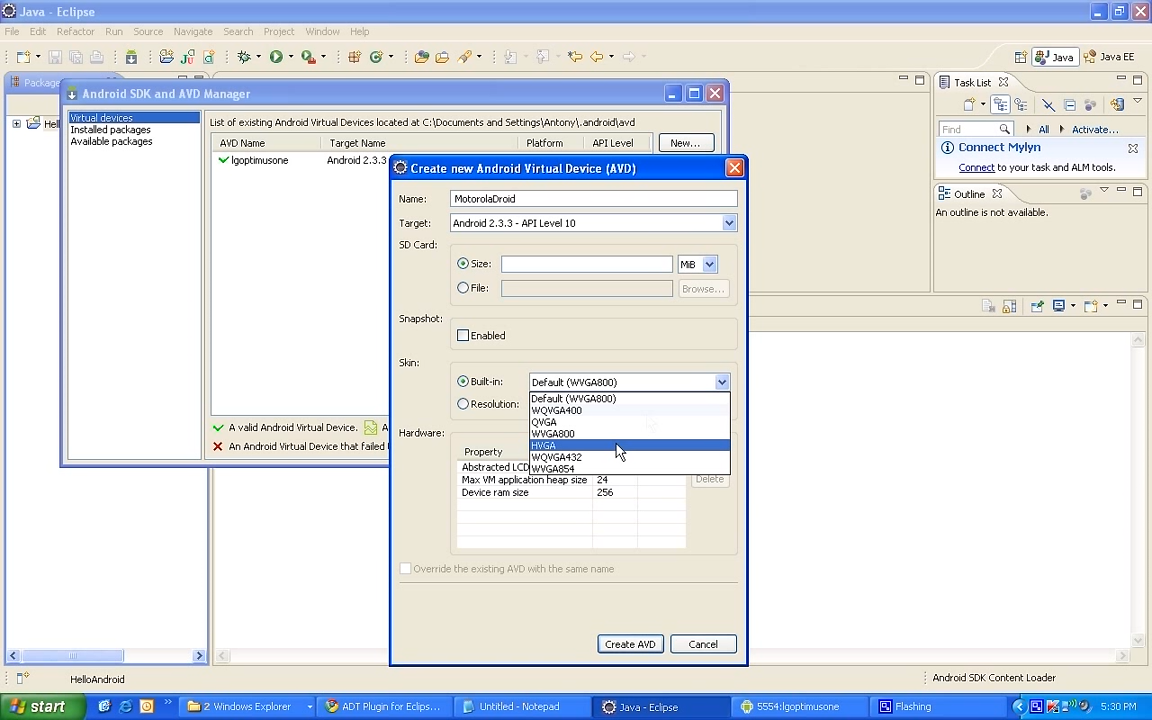 Java - Eclipse
File Edit Refactor Run Source Navigate Search Project Window Help
Java
Java EE
Packag
Android SDK and AVD Manager
Task List
Hel
Virtual devices
Installed packages
Available packages
List of existing Android Virtual Devices located at C:\Documents and Settings\Antony\.android\avd
AVD Name Target Name Platform API Level
New...
lgoptimusone Android 2.3.3
Find
All
Activate...
Connect Mylyn
Connect to your task and ALM tools.
Outline
An outline is not available.
Create new Android Virtual Device (AVD)
Name: MotorolaDroid
Target: Android 2.3.3 - API Level 10
SD Card:
Size:
MiB
File:
Browse...
Snapshot:
Enabled
Skin:
Built-in: Default (WVGA800)
Default (WVGA800)
WQVGA400
QVGA
WVGA800
HVGA
WQVGA432
WVGA854
Resolution:
Hardware:
Property
Abstracted LCD
Max VM application heap size 24
Device ram size 256
Delete
Override the existing AVD with the same name
Create AVD
Cancel
A valid Android Virtual Device.
A
An Android Virtual Device that failed
HelloAndroid
Android SDK Content Loader
start
2 Windows Explorer
ADT Plugin for Eclips...
Untitled - Notepad
Java - Eclipse
5554:lgoptimusone
Flashing
5:30 PM